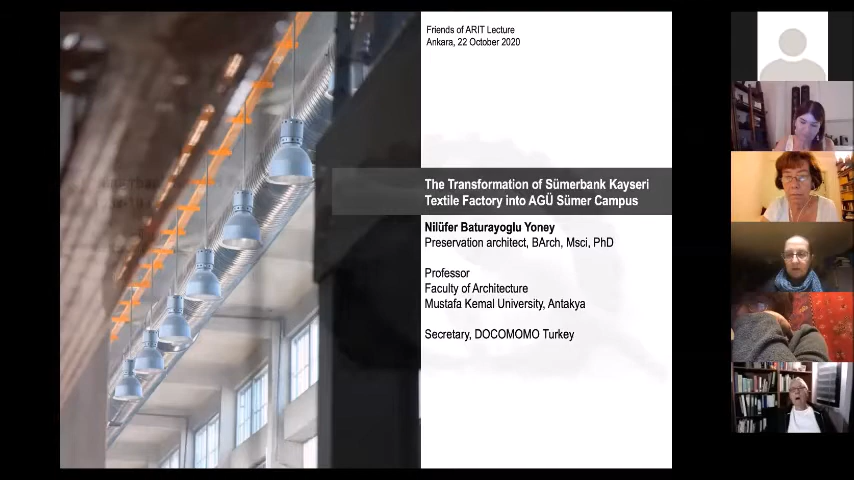 Friends of ARIT Lecture
Ankara, 22 October 2020
The Transformation of Sümerbank Kayseri
Textile Factory into AGÜ Sümer Campus
Nilüfer Baturayoglu Yoney
Preservation architect, BArch, Msci, PhD
Professor
Faculty of Architecture
Mustafa Kemal University, Antakya
Secretary, DOCOMOMO Turkey